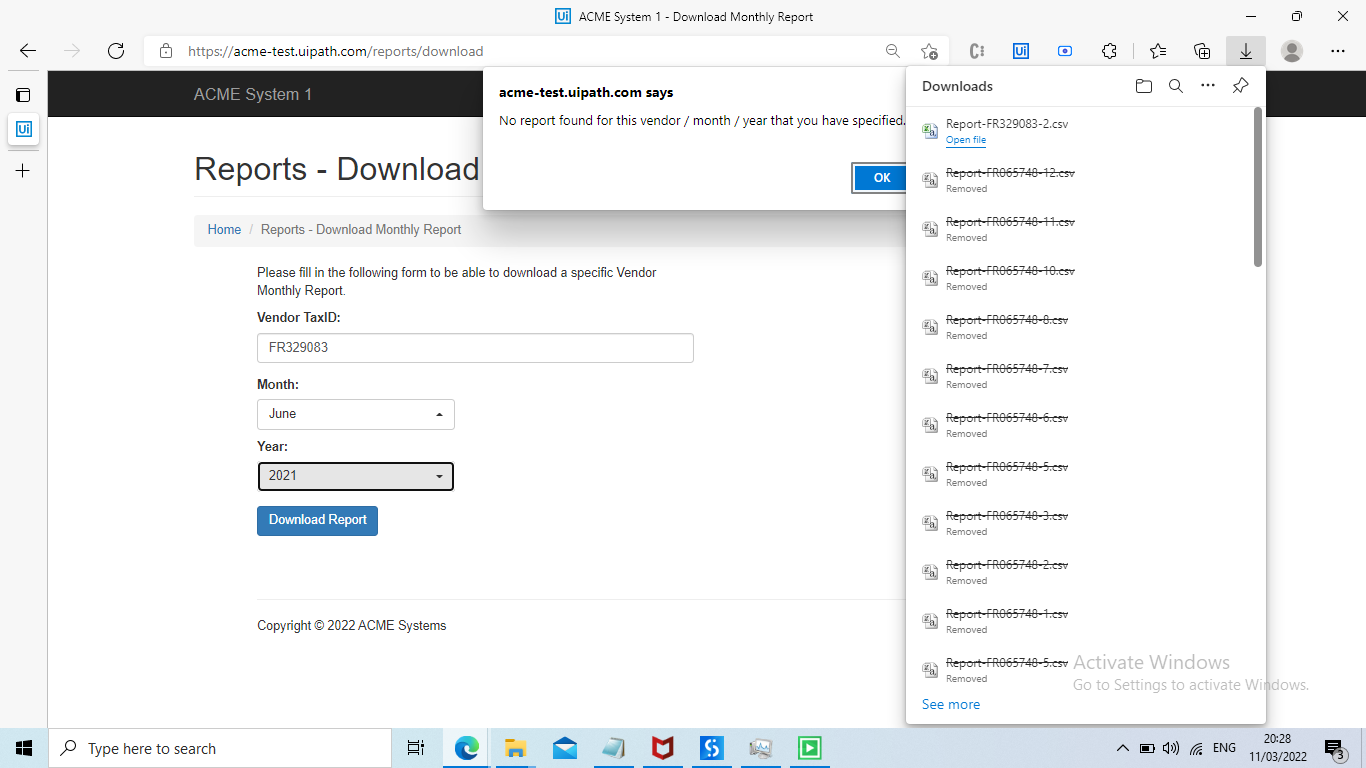 ACME System 1 - Download Monthly Report
https://acme-test.uipath.com/reports/download
ACME System 1
acme-test.uipath.com says
No report found for this vendor / month / year that you have specified.
OK
Reports - Download
Home / Reports - Download Monthly Report
Please fill in the following form to be able to download a specific Vendor
Monthly Report.
Vendor TaxID:
FR329083
Month:
June
Year:
2021
Download Report
Copyright © 2022 ACME Systems
Downloads
Report-FR329083-2.csv
Open file
Report-FR065748-12.csv
Removed
Report-FR065748-11.csv
Removed
Report-FR065748-10.csv
Removed
Report-FR065748-8.csv
Removed
Report-FR065748-7.csv
Removed
Report-FR065748-6.csv
Removed
Report-FR065748-5.csv
Removed
Report-FR065748-3.csv
Removed
Report-FR065748-2.csv
Removed
Report-FR065748-1.csv
Removed
Report-FR065748-5.csv
Removed
See more
Activate Windows
Go to Settings to activate Windows.
Type here to search
ENG
20:28
11/03/2022
3